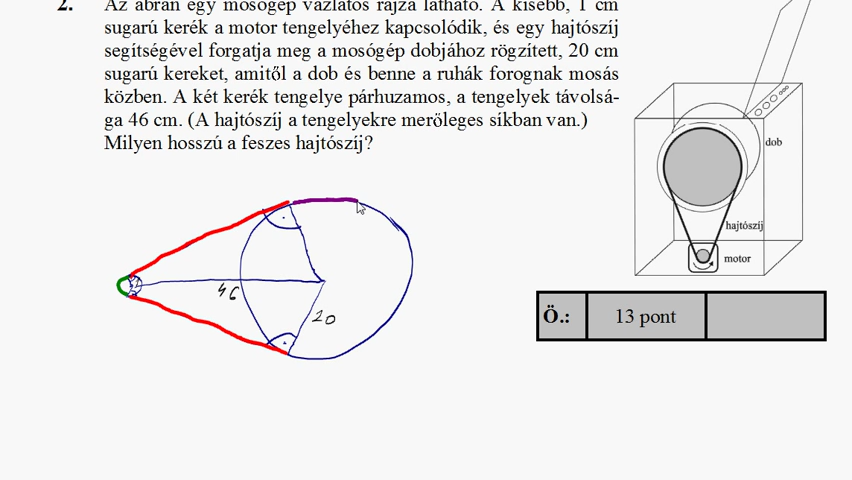 2. Az ábrán egy mosógép vázlatos rajza látható. A kisebb, 1 cm
sugarú kerék a motor tengelyéhez kapcsolódik, és egy hajtószíj
segítségével forgatja meg a mosógép dobjához rögzített, 20 cm
sugarú kereket, amitől a dob és benne a ruhák forognak mosás
közben. A két kerék tengelye párhuzamos, a tengelyek távolsá-
ga 46 cm. (A hajtószíj a tengelyekre merőleges síkban van.)
Milyen hosszú a feszes hajtószíj?
dob
hajtószíj
motor
46
20
Ö.: 13 pont